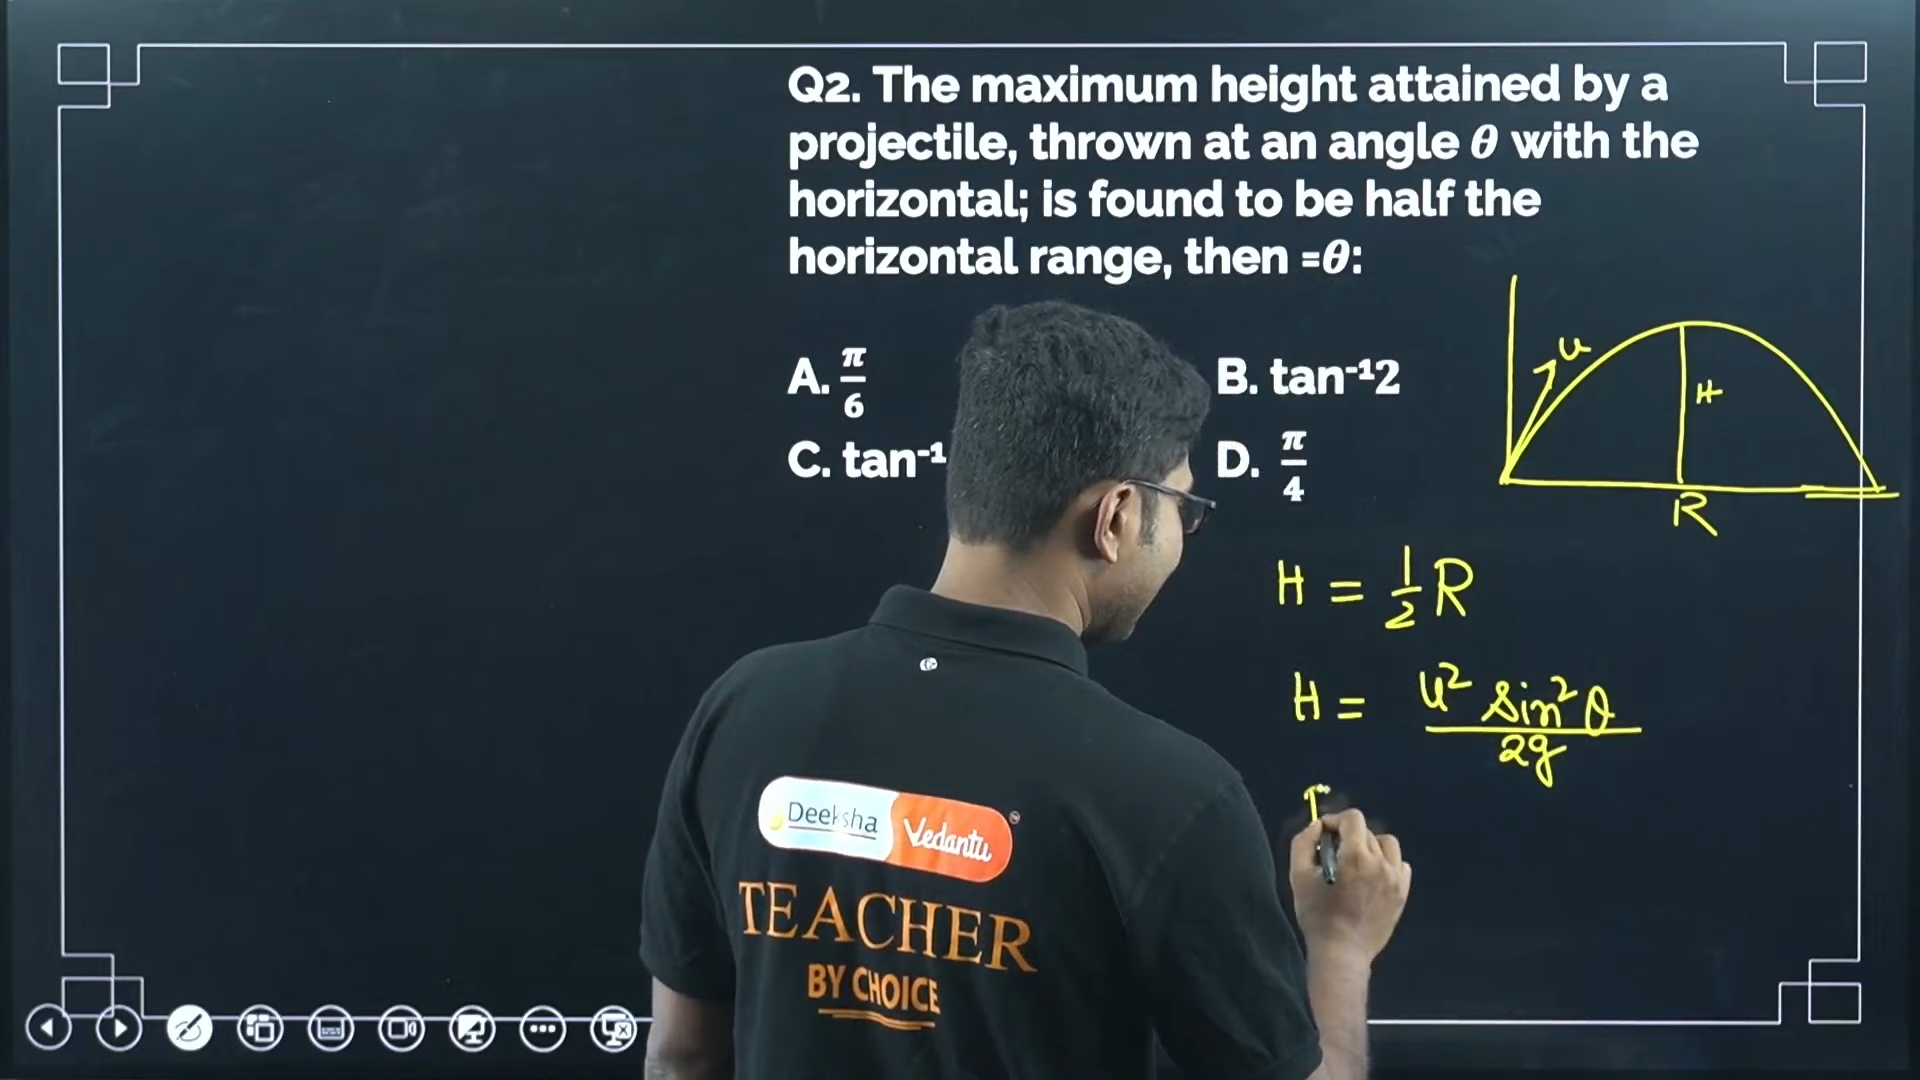 Q2. The maximum height attained by a
projectile, thrown at an angle θ with the
horizontal; is found to be half the
horizontal range, then =θ:
A. π/6
B. tan⁻¹2
C. tan⁻¹
D. π/4
u
H
R
H = 1/2 R
H = u² sin²θ / 2g
Deeksha Vedantu
TEACHER
BY CHOICE